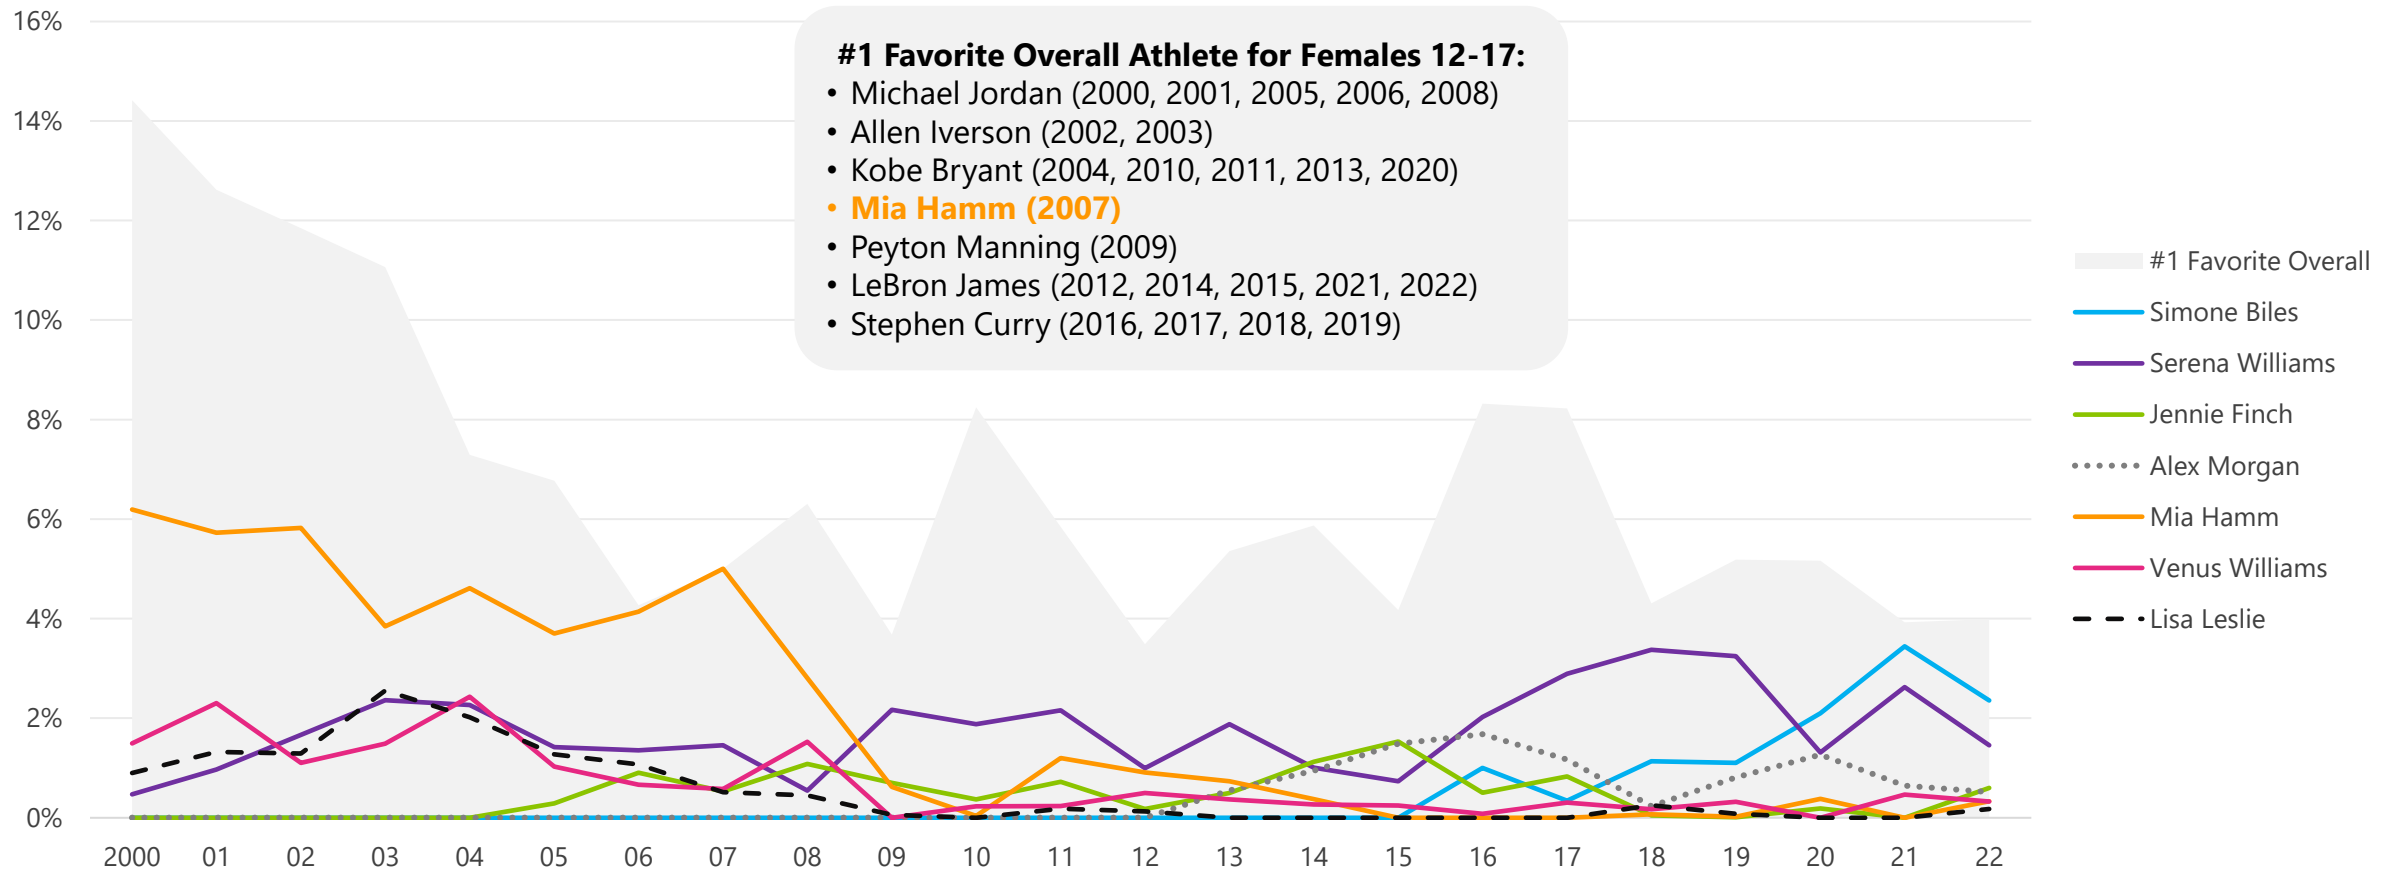 16%
14%
12%
10%
8%
6%
4%
2%
0%
#1 Favorite Overall Athlete for Females 12-17:
• Michael Jordan (2000, 2001, 2005, 2006, 2008)
• Allen Iverson (2002, 2003)
• Kobe Bryant (2004, 2010, 2011, 2013, 2020)
• Mia Hamm (2007)
• Peyton Manning (2009)
• LeBron James (2012, 2014, 2015, 2021, 2022)
• Stephen Curry (2016, 2017, 2018, 2019)
#1 Favorite Overall
Simone Biles
Serena Williams
Jennie Finch
Alex Morgan
Mia Hamm
Venus Williams
Lisa Leslie
2000 01 02 03 04 05 06 07 08 09 10 11 12 13 14 15 16 17 18 19 20 21 22